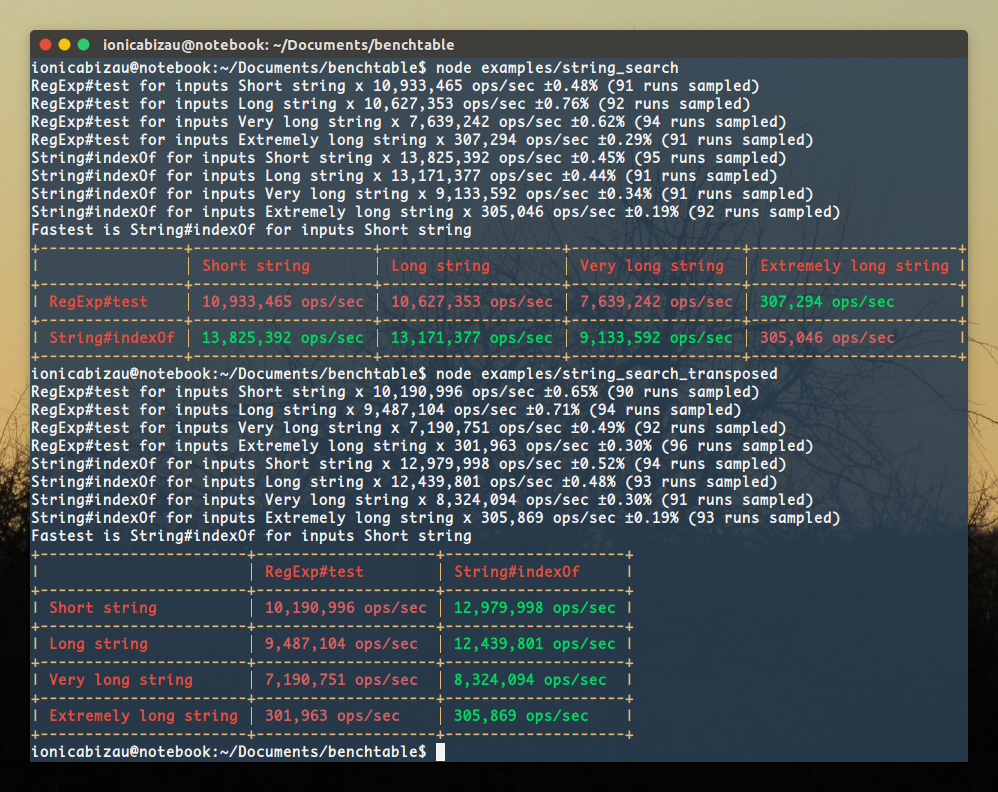 ionicabizau@notebook: ~/Documents/benchtable
ionicabizau@notebook:~/Documents/benchtable$ node examples/string_search
RegExp#test for inputs Short string x 10,933,465 ops/sec ±0.48% (91 runs sampled)
RegExp#test for inputs Long string x 10,627,353 ops/sec ±0.76% (92 runs sampled)
RegExp#test for inputs Very long string x 7,639,242 ops/sec ±0.62% (94 runs sampled)
RegExp#test for inputs Extremely long string x 307,294 ops/sec ±0.29% (91 runs sampled)
String#indexOf for inputs Short string x 13,825,392 ops/sec ±0.45% (95 runs sampled)
String#indexOf for inputs Long string x 13,171,377 ops/sec ±0.44% (91 runs sampled)
String#indexOf for inputs Very long string x 9,133,592 ops/sec ±0.34% (91 runs sampled)
String#indexOf for inputs Extremely long string x 305,046 ops/sec ±0.19% (92 runs sampled)
Fastest is String#indexOf for inputs Short string
| | Short string | Long string | Very long string | Extremely long string |
| RegExp#test | 10,933,465 ops/sec | 10,627,353 ops/sec | 7,639,242 ops/sec | 307,294 ops/sec |
| String#indexOf | 13,825,392 ops/sec | 13,171,377 ops/sec | 9,133,592 ops/sec | 305,046 ops/sec |
ionicabizau@notebook:~/Documents/benchtable$ node examples/string_search_transposed
RegExp#test for inputs Short string x 10,190,996 ops/sec ±0.65% (90 runs sampled)
RegExp#test for inputs Long string x 9,487,104 ops/sec ±0.71% (94 runs sampled)
RegExp#test for inputs Very long string x 7,190,751 ops/sec ±0.49% (92 runs sampled)
RegExp#test for inputs Extremely long string x 301,963 ops/sec ±0.30% (96 runs sampled)
String#indexOf for inputs Short string x 12,979,998 ops/sec ±0.52% (94 runs sampled)
String#indexOf for inputs Long string x 12,439,801 ops/sec ±0.48% (93 runs sampled)
String#indexOf for inputs Very long string x 8,324,094 ops/sec ±0.30% (91 runs sampled)
String#indexOf for inputs Extremely long string x 305,869 ops/sec ±0.19% (93 runs sampled)
Fastest is String#indexOf for inputs Short string
| | RegExp#test | String#indexOf |
| Short string | 10,190,996 ops/sec | 12,979,998 ops/sec |
| Long string | 9,487,104 ops/sec | 12,439,801 ops/sec |
| Very long string | 7,190,751 ops/sec | 8,324,094 ops/sec |
| Extremely long string | 301,963 ops/sec | 305,869 ops/sec |
ionicabizau@notebook:~/Documents/benchtable$